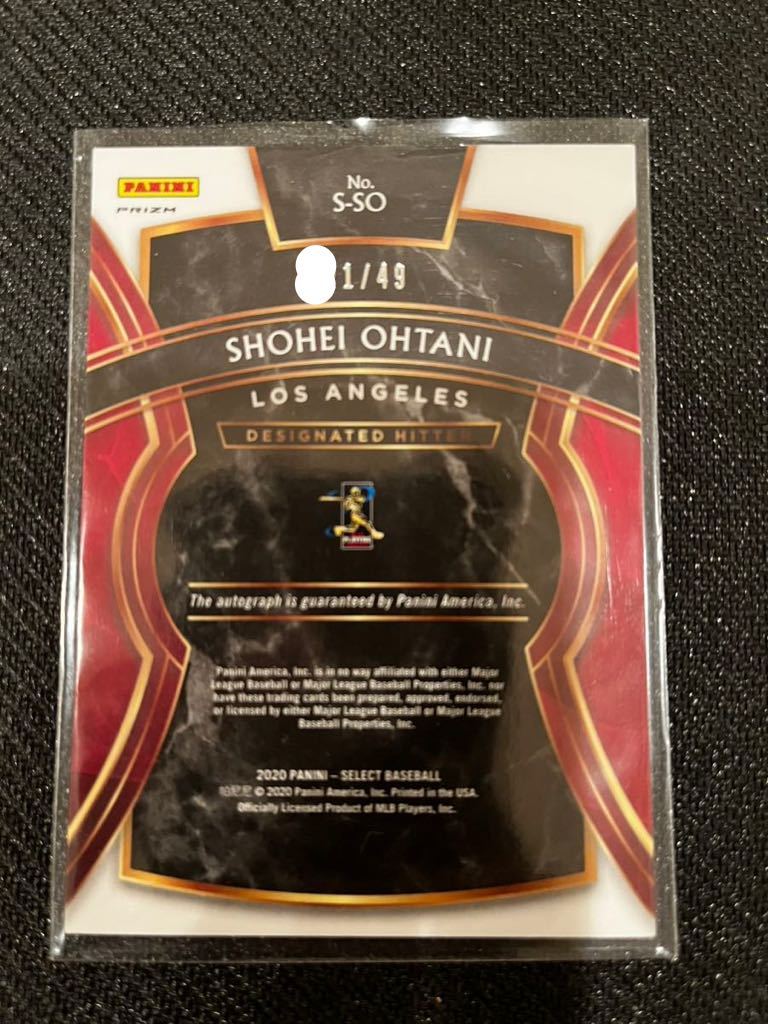 PANINI
PRIZM
No.
S-SO
1/49
SHOHEI OHTANI
LOS ANGELES
DESIGNATED HITTER
PANINI
The autograph is guaranteed by Panini America, Inc.
Panini America, Inc. is in no way affiliated with either Major
League Baseball or Major League Baseball Properties, Inc. nor
have these trading cards been prepared, approved, endorsed,
or licensed by either Major League Baseball or Major League
Baseball Properties, Inc.
2020 PANINI – SELECT BASEBALL
© 2020 Panini America, Inc. Printed in the USA.
Officially Licensed Product of MLB Players, Inc.